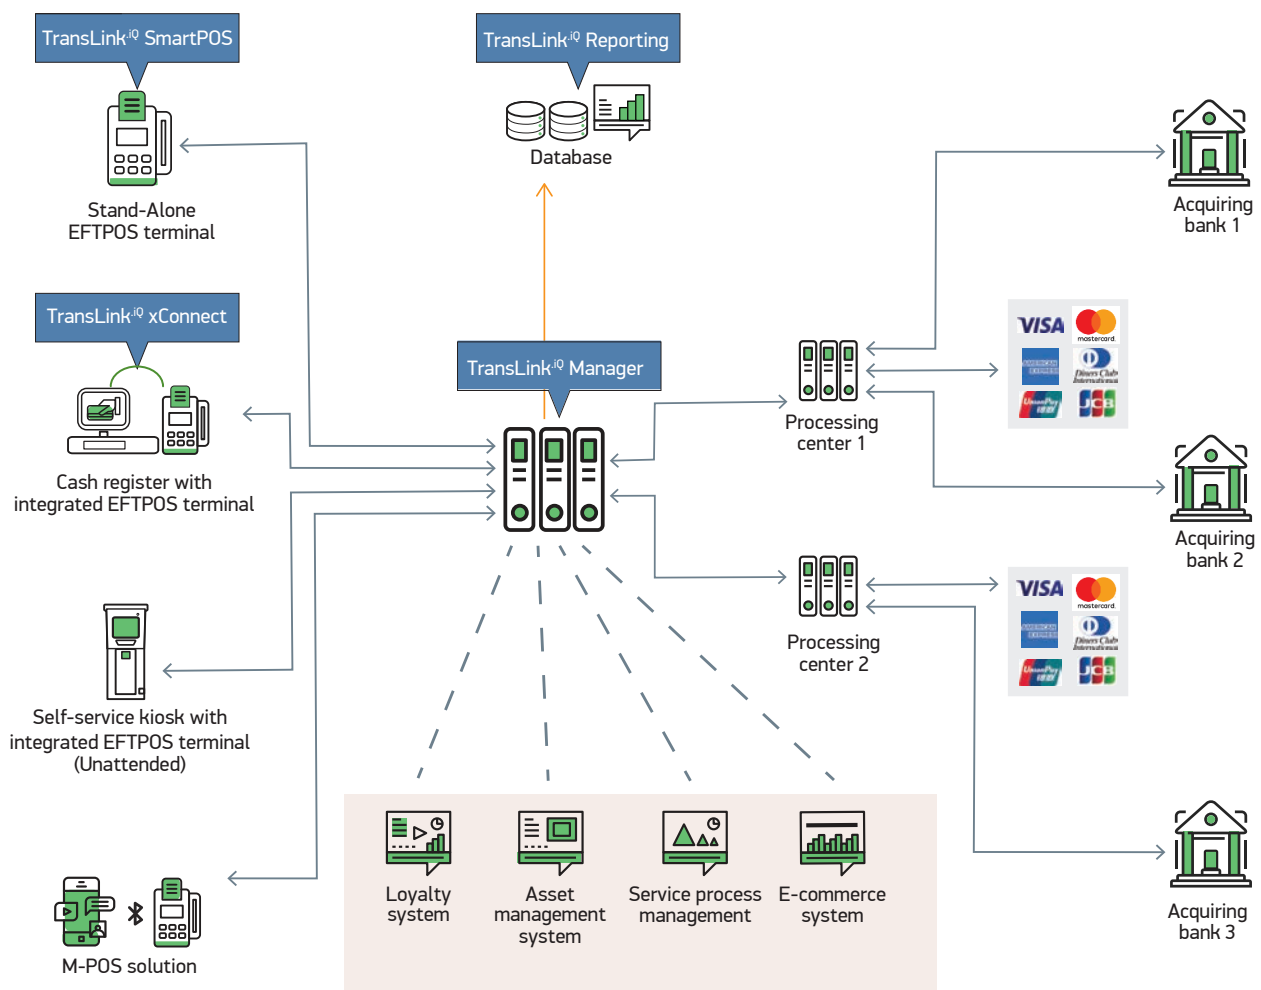 TransLink.iQ SmartPOS
Stand-Alone
EFTPOS terminal
TransLink.iQ xConnect
Cash register with
integrated EFTPOS terminal
Self-service kiosk with
integrated EFTPOS terminal
(Unattended)
M-POS solution
TransLink.iQ Reporting
Database
TransLink.iQ Manager
Loyalty
system
Asset
management
system
Service process
management
E-commerce
system
Processing
center 1
Processing
center 2
VISA
mastercard.
AMERICAN
EXPRESS
Diners Club
International
UnionPay
银联
JCB
VISA
mastercard.
AMERICAN
EXPRESS
Diners Club
International
UnionPay
银联
JCB
Acquiring
bank 1
Acquiring
bank 2
Acquiring
bank 3